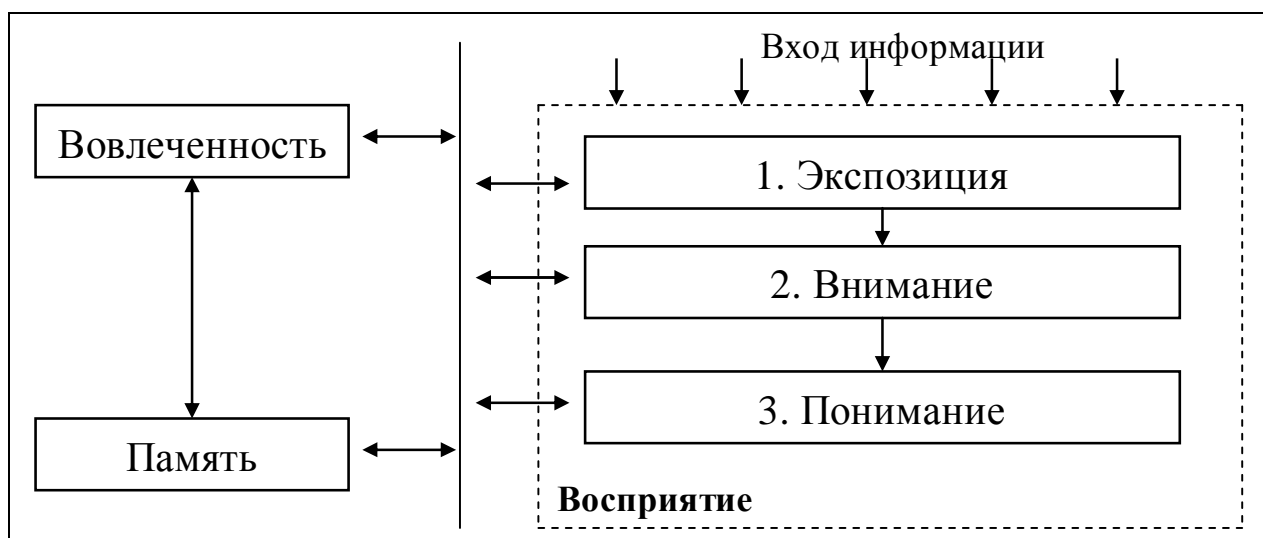 Вход информации
Вовлеченность
1. Экспозиция
2. Внимание
3. Понимание
Память
Восприятие